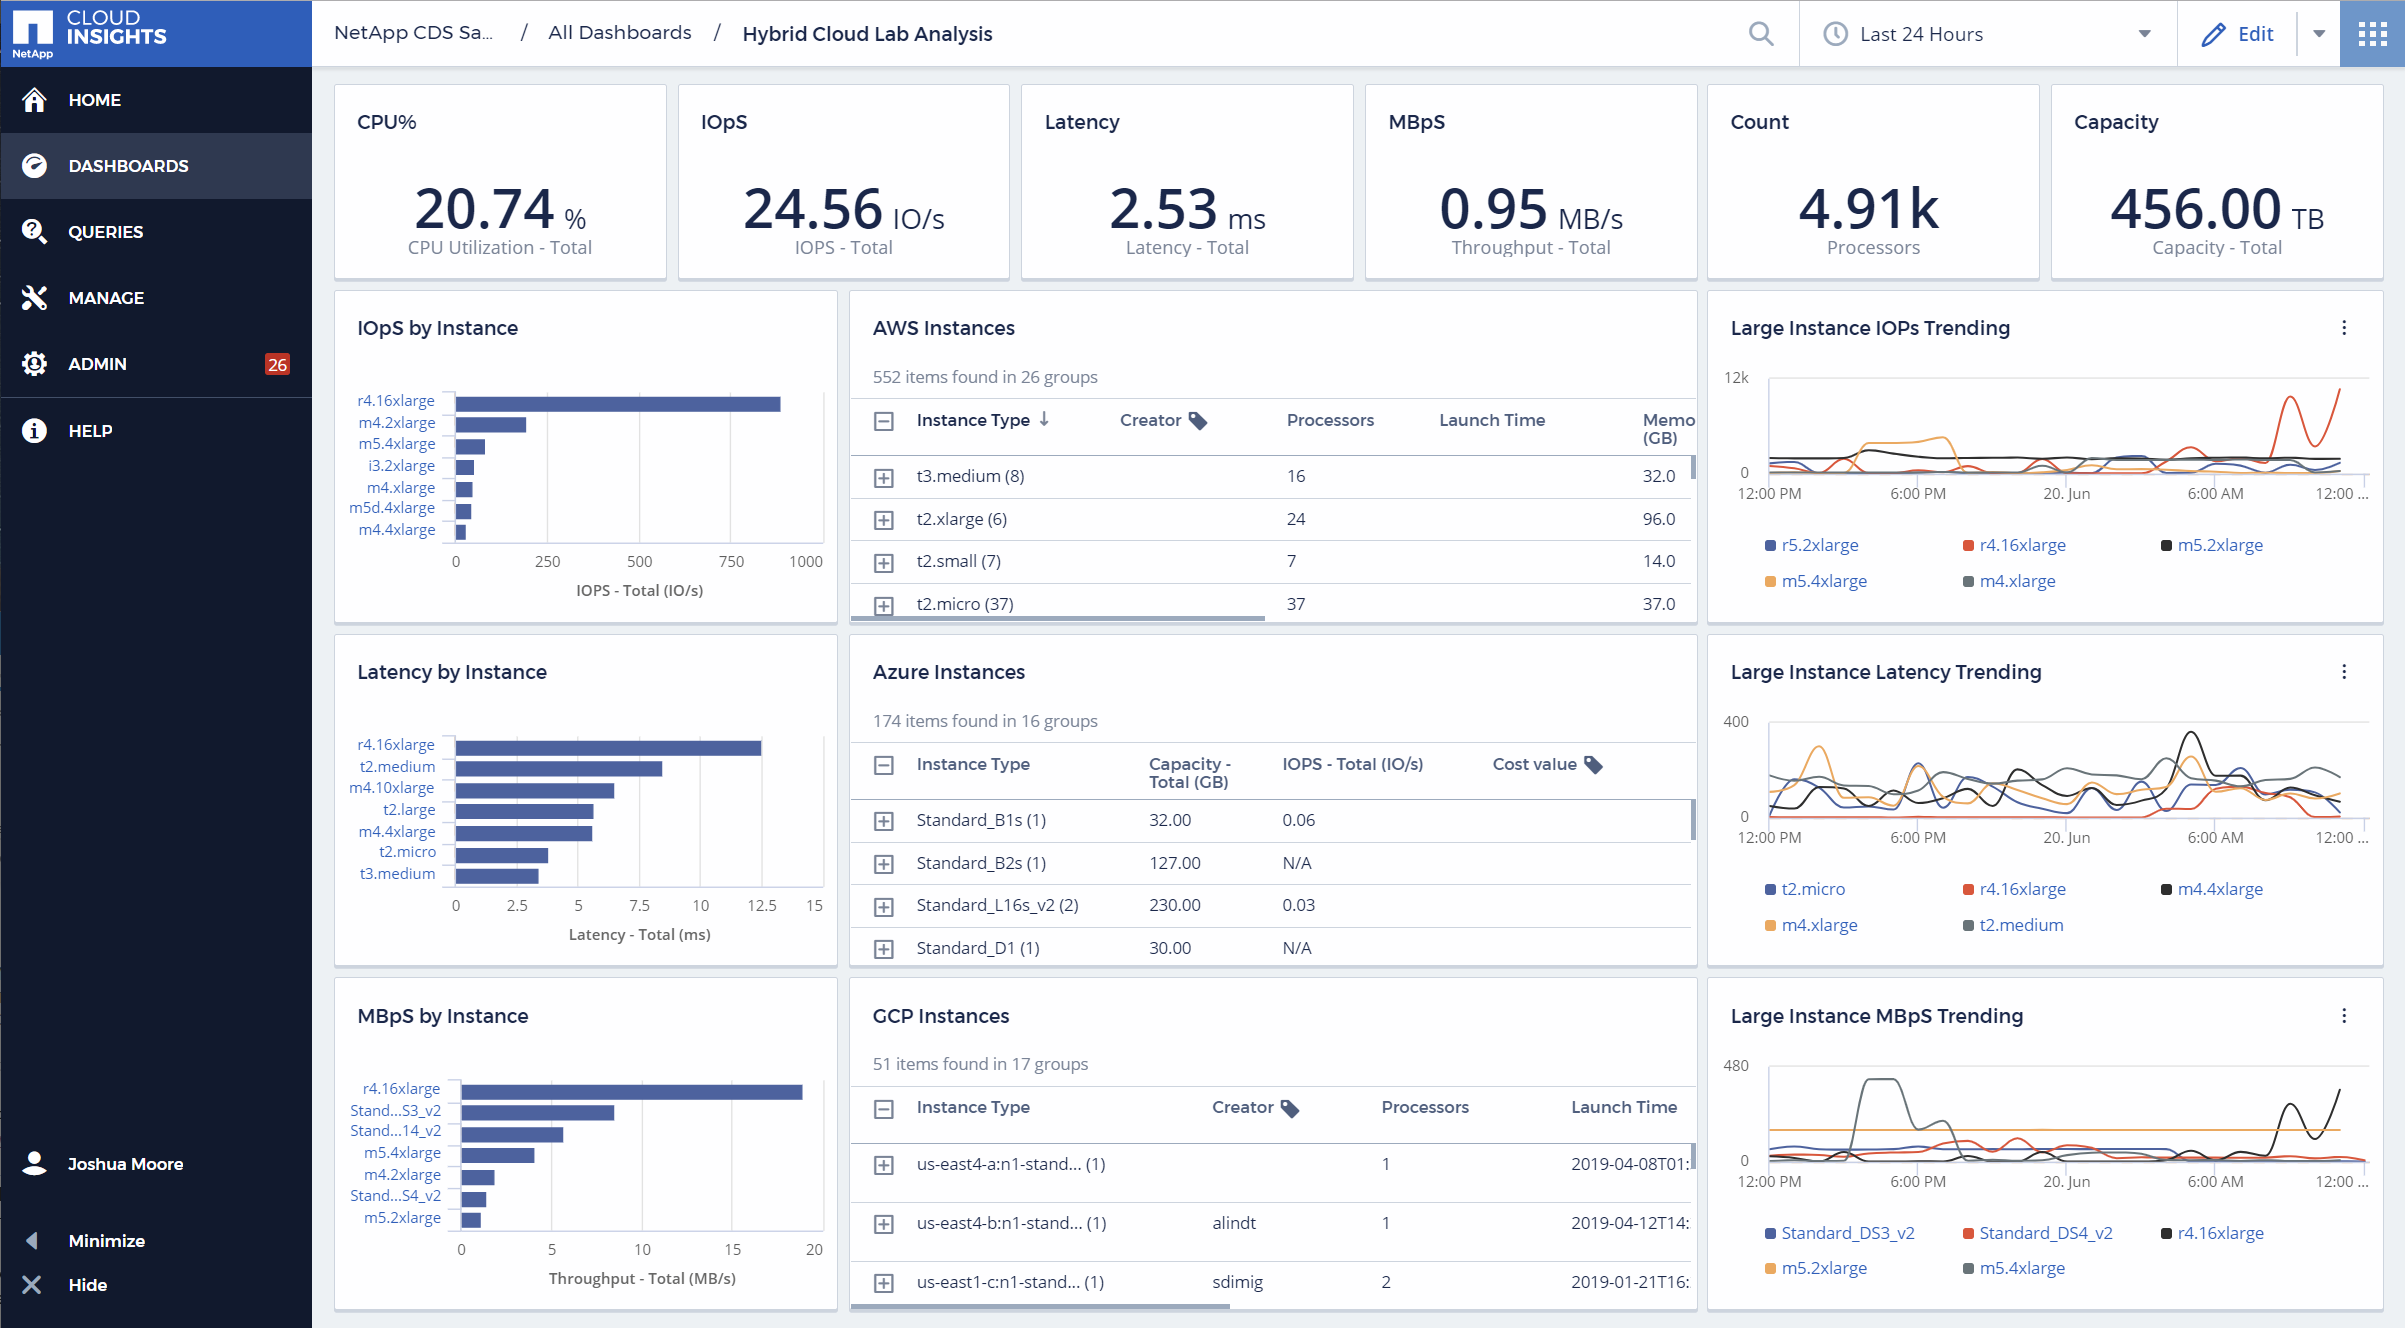 NetApp
CLOUD
INSIGHTS
NetApp CDS Sa... / All Dashboards / Hybrid Cloud Lab Analysis
Last 24 Hours
Edit
HOME
DASHBOARDS
QUERIES
MANAGE
ADMIN 26
HELP
Joshua Moore
Minimize
Hide
CPU%
20.74 %
CPU Utilization - Total
IOpS
24.56 IO/s
IOPS - Total
Latency
2.53 ms
Latency - Total
MBpS
0.95 MB/s
Throughput - Total
Count
4.91k
Processors
Capacity
456.00 TB
Capacity - Total
IOpS by Instance
r4.16xlarge
m4.2xlarge
m5.4xlarge
i3.2xlarge
m4.xlarge
m5d.4xlarge
m4.4xlarge
0 250 500 750 1000
IOPS - Total (IO/s)
AWS Instances
552 items found in 26 groups
Instance Type Creator Processors Launch Time Memo
(GB)
t3.medium (8) 16 32.0
t2.xlarge (6) 24 96.0
t2.small (7) 7 14.0
t2.micro (37) 37 37.0
Large Instance IOPs Trending
12k
0
12:00 PM 6:00 PM 20. Jun 6:00 AM 12:00 ...
r5.2xlarge r4.16xlarge m5.2xlarge
m5.4xlarge m4.xlarge
Latency by Instance
r4.16xlarge
t2.medium
m4.10xlarge
t2.large
m4.4xlarge
t2.micro
t3.medium
0 2.5 5 7.5 10 12.5 15
Latency - Total (ms)
Azure Instances
174 items found in 16 groups
Instance Type Capacity - IOPS - Total (IO/s) Cost value
Total (GB)
Standard_B1s (1) 32.00 0.06
Standard_B2s (1) 127.00 N/A
Standard_L16s_v2 (2) 230.00 0.03
Standard_D1 (1) 30.00 N/A
Large Instance Latency Trending
400
0
12:00 PM 6:00 PM 20. Jun 6:00 AM 12:00 ...
t2.micro r4.16xlarge m4.4xlarge
m4.xlarge t2.medium
MBpS by Instance
r4.16xlarge
Stand...S3_v2
Stand...14_v2
m5.4xlarge
m4.2xlarge
Stand...S4_v2
m5.2xlarge
0 5 10 15 20
Throughput - Total (MB/s)
GCP Instances
51 items found in 17 groups
Instance Type Creator Processors Launch Time
us-east4-a:n1-stand... (1) 1 2019-04-08T01:
us-east4-b:n1-stand... (1) alindt 1 2019-04-12T14:
us-east1-c:n1-stand... (1) sdimig 2 2019-01-21T16:
Large Instance MBpS Trending
480
0
12:00 PM 6:00 PM 20. Jun 6:00 AM 12:00 ...
Standard_DS3_v2 Standard_DS4_v2 r4.16xlarge
m5.2xlarge m5.4xlarge